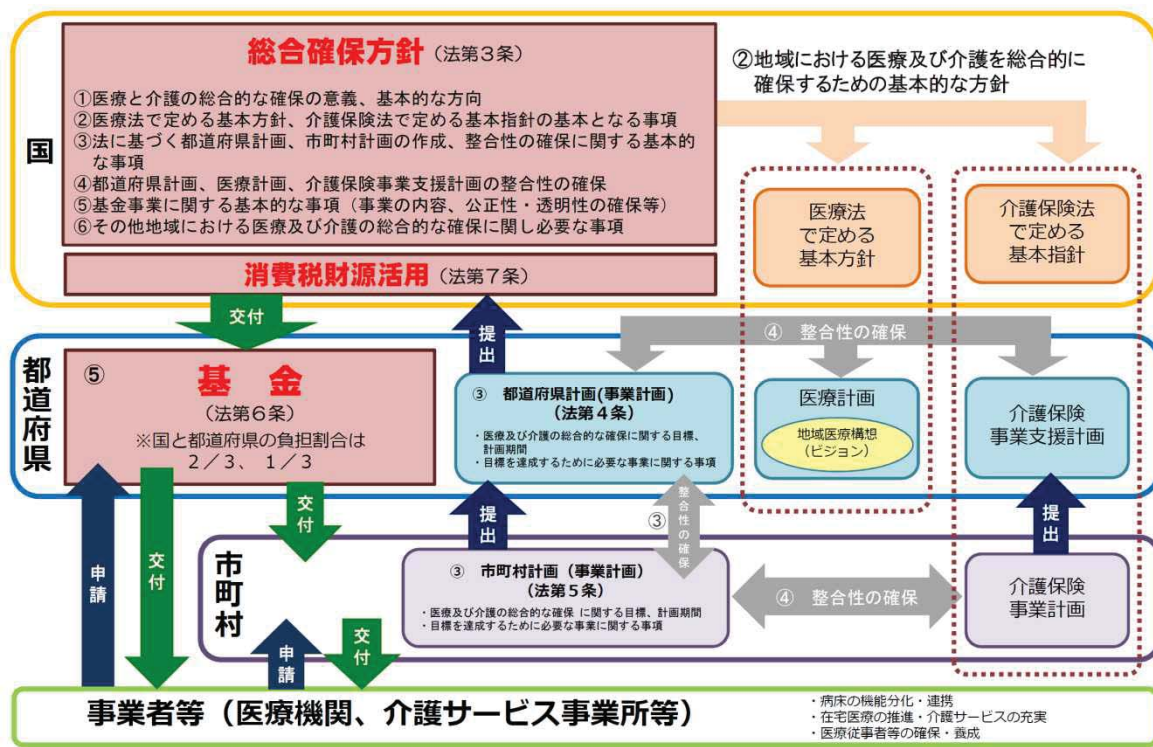 国
総合確保方針(法第3条)
①医療と介護の総合的な確保の意義、基本的な方向
②医療法で定める基本方針、介護保険法で定める基本指針の基本となる事項
③法に基づく都道府県計画、市町村計画の作成、整合性の確保に関する基本的
な事項
④都道府県計画、医療計画、介護保険事業支援計画の整合性の確保
⑤基金事業に関する基本的な事項(事業の内容、公正性・透明性の確保等)
⑥その他地域における医療及び介護の総合的な確保に関し必要な事項
消費税財源活用(法第7条)
②地域における医療及び介護を総合的に
確保するための基本的な方針
医療法
で定める
基本方針
介護保険法
で定める
基本指針
交付
提出
④ 整合性の確保
都道府県
⑤ 基 金
(法第6条)
※国と都道府県の負担割合は
2/3、1/3
③ 都道府県計画(事業計画)
(法第4条)
・医療及び介護の総合的な確保に関する目標、
計画期間
・目標を達成するために必要な事業に関する事項
医療計画
地域医療構想
(ビジョン)
介護保険
事業支援計画
申請
交付
交付
提出
③ 整合性の確保
提出
市町村
③ 市町村計画(事業計画)
(法第5条)
・医療及び介護の総合的な確保 に関する目標、計画期間
・目標を達成するために必要な事業に関する事項
④ 整合性の確保
介護保険
事業計画
申請
交付
事業者等(医療機関、介護サービス事業所等)
・病床の機能分化・連携
・在宅医療の推進・介護サービスの充実
・医療従事者等の確保・養成